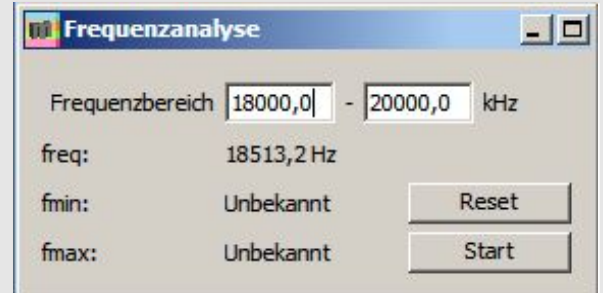 Frequenzanalyse
Frequenzbereich 18000,0 - 20000,0 kHz
freq: 18513,2 Hz
fmin: Unbekannt Reset
fmax: Unbekannt Start